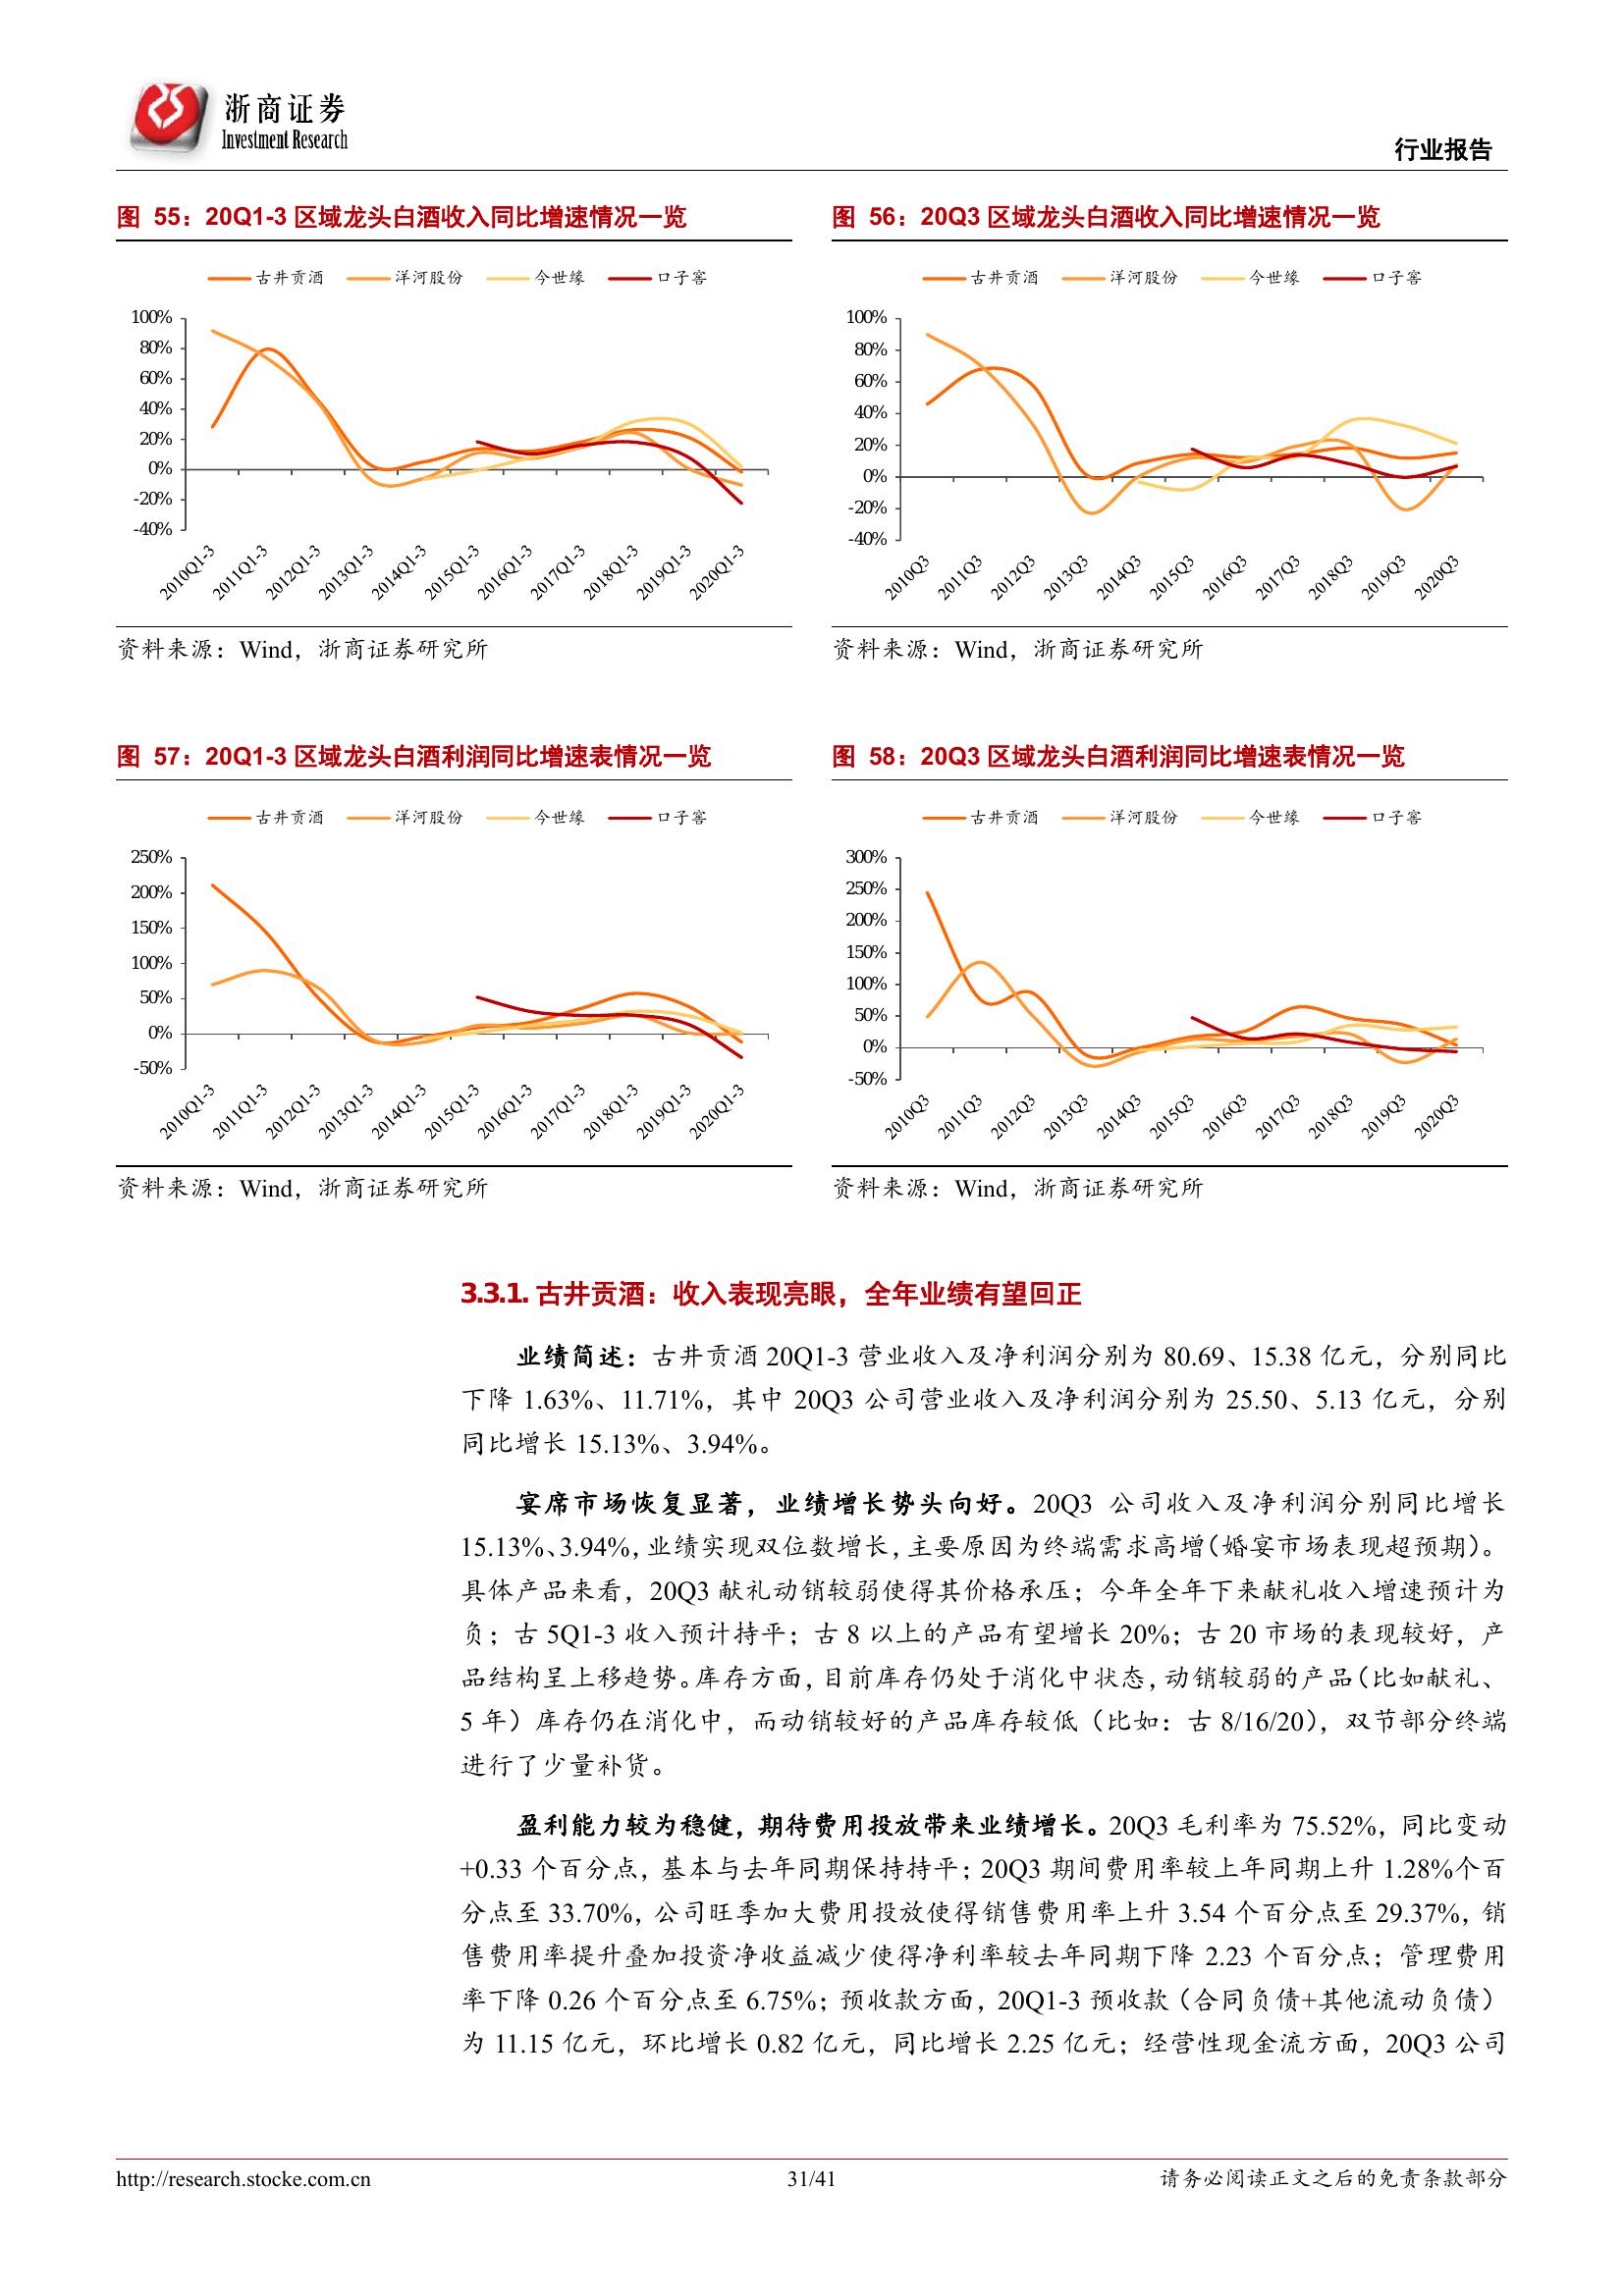 浙商证券
Investment Research
行业报告
图 55：20Q1-3 区域龙头白酒收入同比增速情况一览
古井贡酒 洋河股份 今世缘 口子窖
100%
80%
60%
40%
20%
0%
-20%
-40%
2010Q1-3 2011Q1-3 2012Q1-3 2013Q1-3 2014Q1-3 2015Q1-3 2016Q1-3 2017Q1-3 2018Q1-3 2019Q1-3 2020Q1-3
资料来源：Wind，浙商证券研究所
图 56：20Q3 区域龙头白酒收入同比增速情况一览
古井贡酒 洋河股份 今世缘 口子窖
100%
80%
60%
40%
20%
0%
-20%
-40%
2010Q3 2011Q3 2012Q3 2013Q3 2014Q3 2015Q3 2016Q3 2017Q3 2018Q3 2019Q3 2020Q3
资料来源：Wind，浙商证券研究所
图 57：20Q1-3 区域龙头白酒利润同比增速表情况一览
古井贡酒 洋河股份 今世缘 口子窖
250%
200%
150%
100%
50%
0%
-50%
2010Q1-3 2011Q1-3 2012Q1-3 2013Q1-3 2014Q1-3 2015Q1-3 2016Q1-3 2017Q1-3 2018Q1-3 2019Q1-3 2020Q1-3
资料来源：Wind，浙商证券研究所
图 58：20Q3 区域龙头白酒利润同比增速表情况一览
古井贡酒 洋河股份 今世缘 口子窖
300%
250%
200%
150%
100%
50%
0%
-50%
2010Q3 2011Q3 2012Q3 2013Q3 2014Q3 2015Q3 2016Q3 2017Q3 2018Q3 2019Q3 2020Q3
资料来源：Wind，浙商证券研究所
3.3.1. 古井贡酒：收入表现亮眼，全年业绩有望回正
业绩简述：古井贡酒 20Q1-3 营业收入及净利润分别为 80.69、15.38 亿元，分别同比
下降 1.63%、11.71%，其中 20Q3 公司营业收入及净利润分别为 25.50、5.13 亿元，分别
同比增长 15.13%、3.94%。
宴席市场恢复显著，业绩增长势头向好。20Q3 公司收入及净利润分别同比增长
15.13%、3.94%，业绩实现双位数增长，主要原因为终端需求高增（婚宴市场表现超预期）。
具体产品来看，20Q3 献礼动销较弱使得其价格承压；今年全年下来献礼收入增速预计为
负；古 5Q1-3 收入预计持平；古 8 以上的产品有望增长 20%；古 20 市场的表现较好，产
品结构呈上移趋势。库存方面，目前库存仍处于消化中状态，动销较弱的产品（比如献礼、
5 年）库存仍在消化中，而动销较好的产品库存较低（比如：古 8/16/20），双节部分终端
进行了少量补货。
盈利能力较为稳健，期待费用投放带来业绩增长。20Q3 毛利率为 75.52%，同比变动
+0.33 个百分点，基本与去年同期保持持平；20Q3 期间费用率较上年同期上升 1.28%个百
分点至 33.70%，公司旺季加大费用投放使得销售费用率上升 3.54 个百分点至 29.37%，销
售费用率提升叠加投资净收益减少使得净利率较去年同期下降 2.23 个百分点；管理费用
率下降 0.26 个百分点至 6.75%；预收款方面，20Q1-3 预收款（合同负债+其他流动负债）
为 11.15 亿元，环比增长 0.82 亿元，同比增长 2.25 亿元；经营性现金流方面，20Q3 公司
http://research.stocke.com.cn
31/41
请务必阅读正文之后的免责条款部分